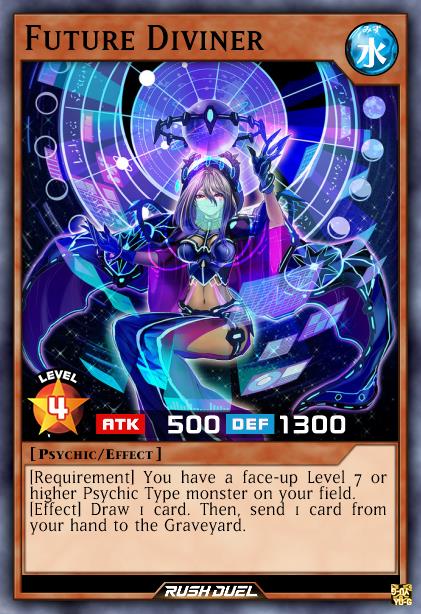 FUTURE DIVINER
みず
水
LEVEL
4
ATK 500 DEF 1300
[PSYCHIC/EFFECT]
[Requirement] You have a face-up Level 7 or
higher Psychic Type monster on your field.
[Effect] Draw 1 card. Then, send 1 card from
your hand to the Graveyard.
RUSH DUEL